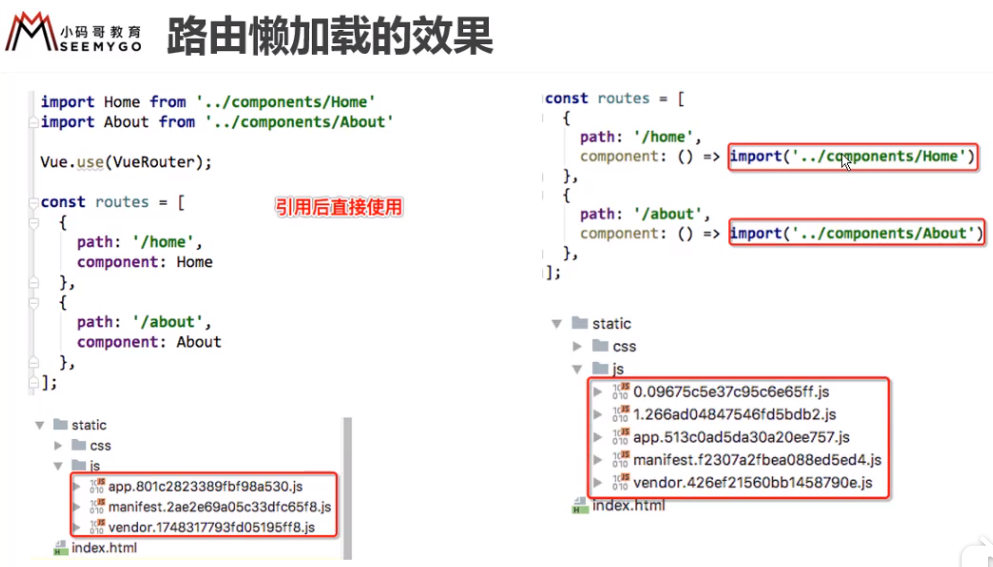 小码哥教育
SEEMYGO
路由懒加载的效果
import Home from '../components/Home'
import About from '../components/About'
Vue.use(VueRouter);
const routes = [
{
path: '/home',
component: Home
},
{
path: '/about',
component: About
},
];
引用后直接使用
static
css
js
app.801c2823389fbf98a530.js
manifest.2ae2e69a05c33dfc65f8.js
vendor.1748317793fd05195ff8.js
index.html
const routes = [
{
path: '/home',
component: () => import('../components/Home')
},
{
path: '/about',
component: () => import('../components/About')
},
];
static
css
js
0.09675c5e37c95c6e65ff.js
1.266ad04847546fd5bdb2.js
app.513c0ad5da30a20ee757.js
manifest.f2307a2fbea088ed5ed4.js
vendor.426ef21560bb1458790e.js
index.html